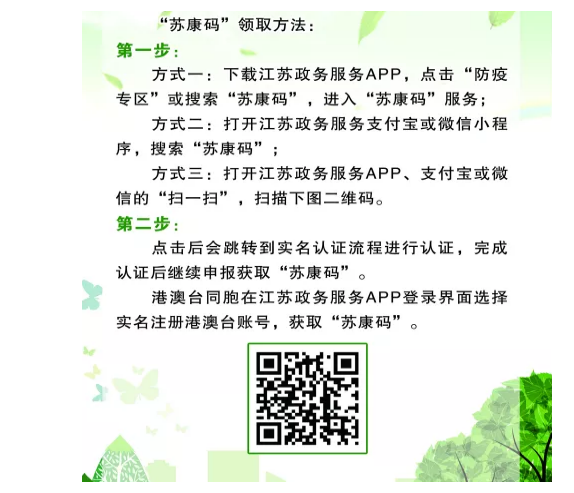 “苏康码”领取方法：
第一步：
方式一：下载江苏政务服务APP，点击“防疫
专区”或搜索“苏康码”，进入“苏康码”服务；
方式二：打开江苏政务服务支付宝或微信小程
序，搜索“苏康码”；
方式三：打开江苏政务服务APP、支付宝或微
信的“扫一扫”，扫描下图二维码。
第二步：
点击后会跳转到实名认证流程进行认证，完成
认证后继续申报获取“苏康码”。
港澳台同胞在江苏政务服务APP登录界面选择
实名注册港澳台账号，获取“苏康码”。